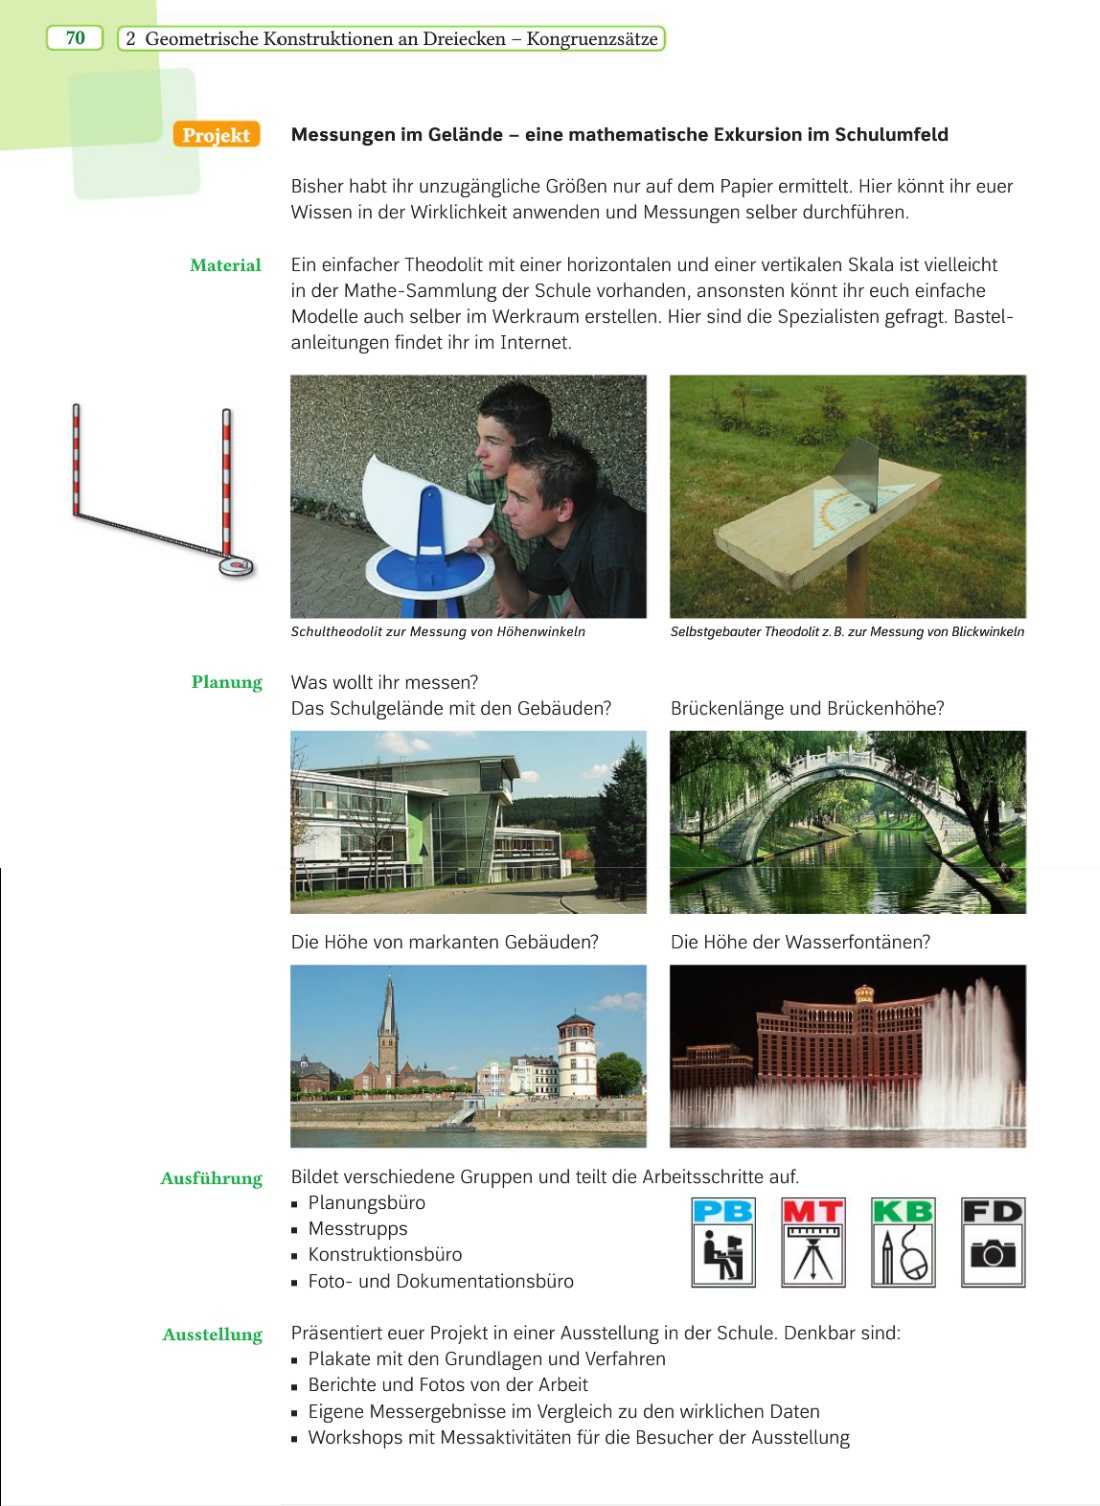 70
2 Geometrische Konstruktionen an Dreiecken – Kongruenzsätze
Projekt
Messungen im Gelände – eine mathematische Exkursion im Schulumfeld
Bisher habt ihr unzugängliche Größen nur auf dem Papier ermittelt. Hier könnt ihr euer
Wissen in der Wirklichkeit anwenden und Messungen selber durchführen.
Material
Ein einfacher Theodolit mit einer horizontalen und einer vertikalen Skala ist vielleicht
in der Mathe-Sammlung der Schule vorhanden, ansonsten könnt ihr euch einfache
Modelle auch selber im Werkraum erstellen. Hier sind die Spezialisten gefragt. Bastel-
anleitungen findet ihr im Internet.
Schultheodolit zur Messung von Höhenwinkeln
Selbstgebauter Theodolit z. B. zur Messung von Blickwinkeln
Planung
Was wollt ihr messen?
Das Schulgelände mit den Gebäuden?
Brückenlänge und Brückenhöhe?
Die Höhe von markanten Gebäuden?
Die Höhe der Wasserfontänen?
Ausführung
Bildet verschiedene Gruppen und teilt die Arbeitsschritte auf.
▪ Planungsbüro
▪ Messtrupps
▪ Konstruktionsbüro
▪ Foto- und Dokumentationsbüro
PB
MT
KB
FD
Ausstellung
Präsentiert euer Projekt in einer Ausstellung in der Schule. Denkbar sind:
▪ Plakate mit den Grundlagen und Verfahren
▪ Berichte und Fotos von der Arbeit
▪ Eigene Messergebnisse im Vergleich zu den wirklichen Daten
▪ Workshops mit Messaktivitäten für die Besucher der Ausstellung